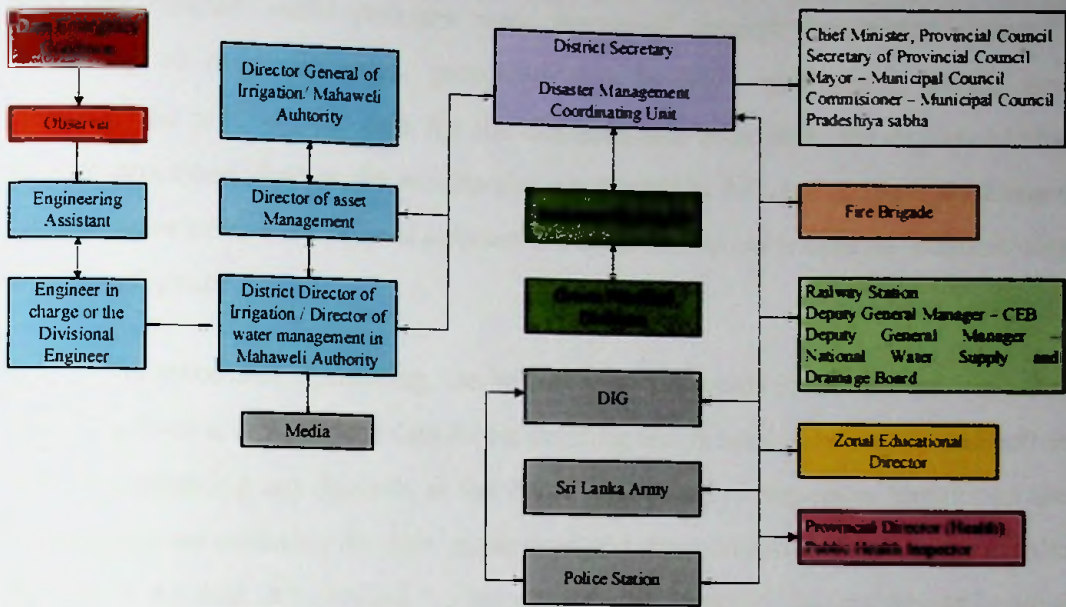 Observer
Engineering
Assistant
Engineer in
charge or the
Divisional
Engineer
Director General of
Irrigation/ Mahaweli
Auhtority
Director of asset
Management
District Director of
Irrigation / Director of
water management in
Mahaweli Authority
Media
District Secretary
Disaster Management
Coordinating Unit
DIG
Sri Lanka Army
Police Station
Chief Minister, Provincial Council
Secretary of Provincial Council
Mayor – Municipal Council
Commisioner – Municipal Council
Pradeshiya sabha
Fire Brigade
Railway Station
Deputy General Manager – CEB
Deputy General Manager –
National Water Supply and
Drainage Board
Zonal Educational
Director
Provincial Director (Health)
Public Health Inspector